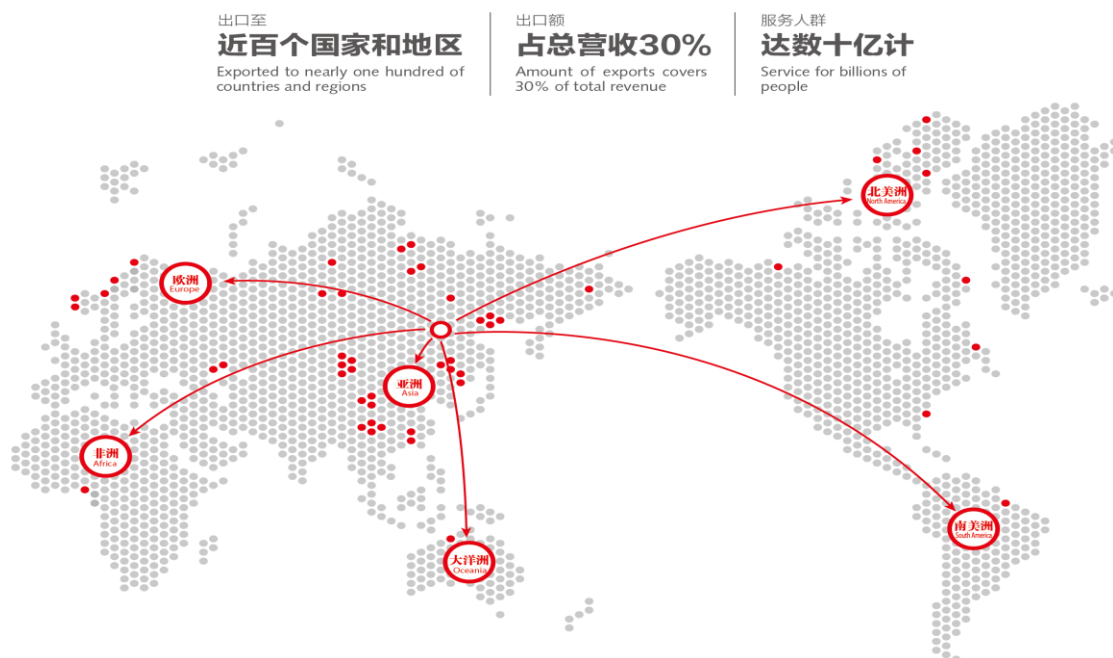 出口至
近百个国家和地区
Exported to nearly one hundred of
countries and regions
出口额
占总营收30%
Amount of exports covers
30% of total revenue
服务人群
达数十亿计
Service for billions of
people
北美洲
North America
欧洲
Europe
亚洲
Asia
非洲
Africa
南美洲
South America
大洋洲
Oceania